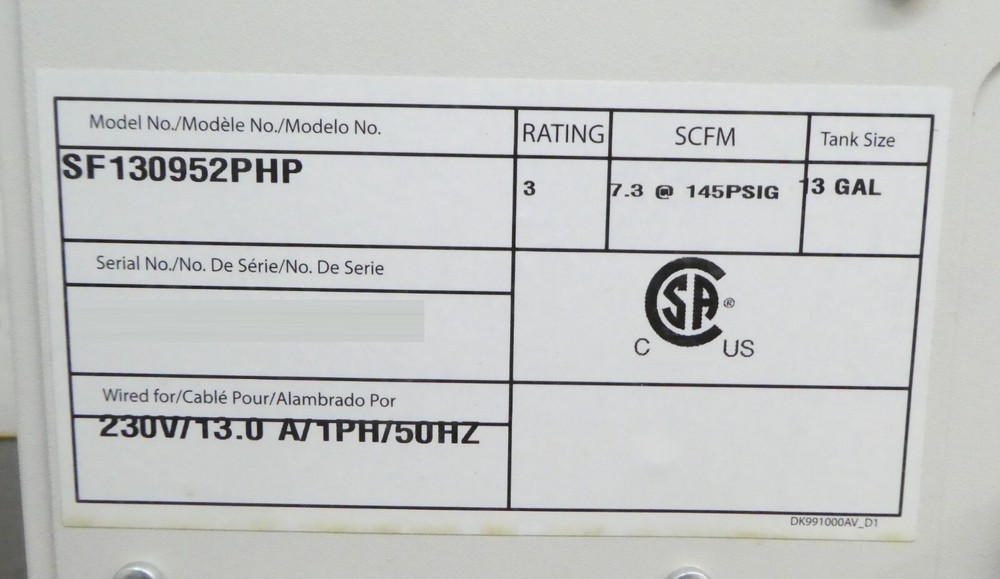 Model No./Modèle No./Modelo No.
RATING
SCFM
Tank Size
SF130952PHP
3
7.3 @ 145PSIG
13 GAL
Serial No./No. De Série/No. De Serie
CSA®
C US
Wired for/Cablé Pour/Alambrado Por
230V/13.0 A/1PH/50HZ
DK991000AV_D1